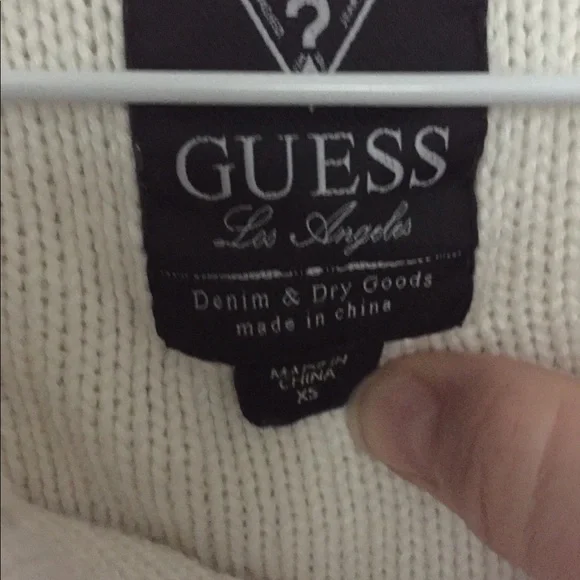 ?
GUESS
Los Angeles
Denim & Dry Goods
made in china
MADE IN
CHINA
XS